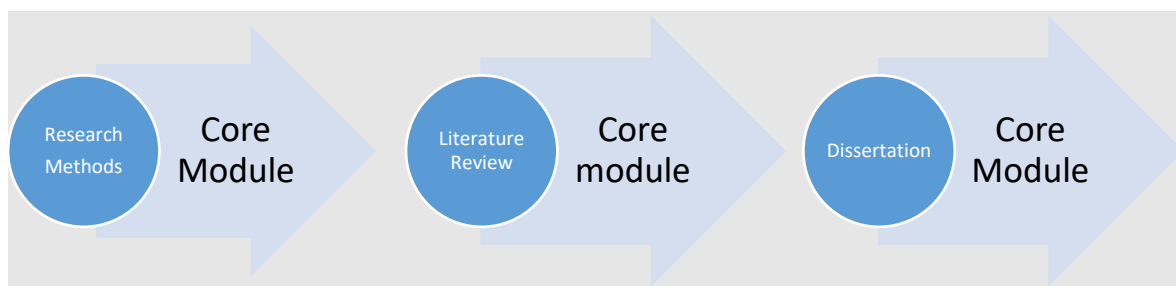 Research
Methods
Core
Module
Literature
Review
Core
module
Dissertation
Core
Module